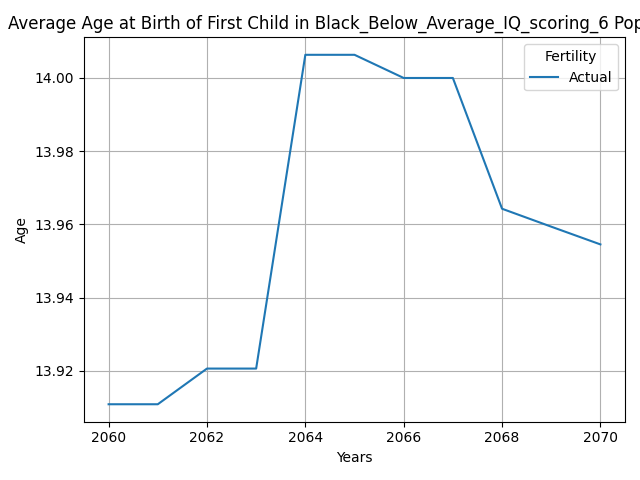 Average Age at Birth of First Child in Black_Below_Average_IQ_scoring_6 Pop
Fertility
Actual
14.00
13.98
13.96
13.94
13.92
Age
2060 2062 2064 2066 2068 2070
Years